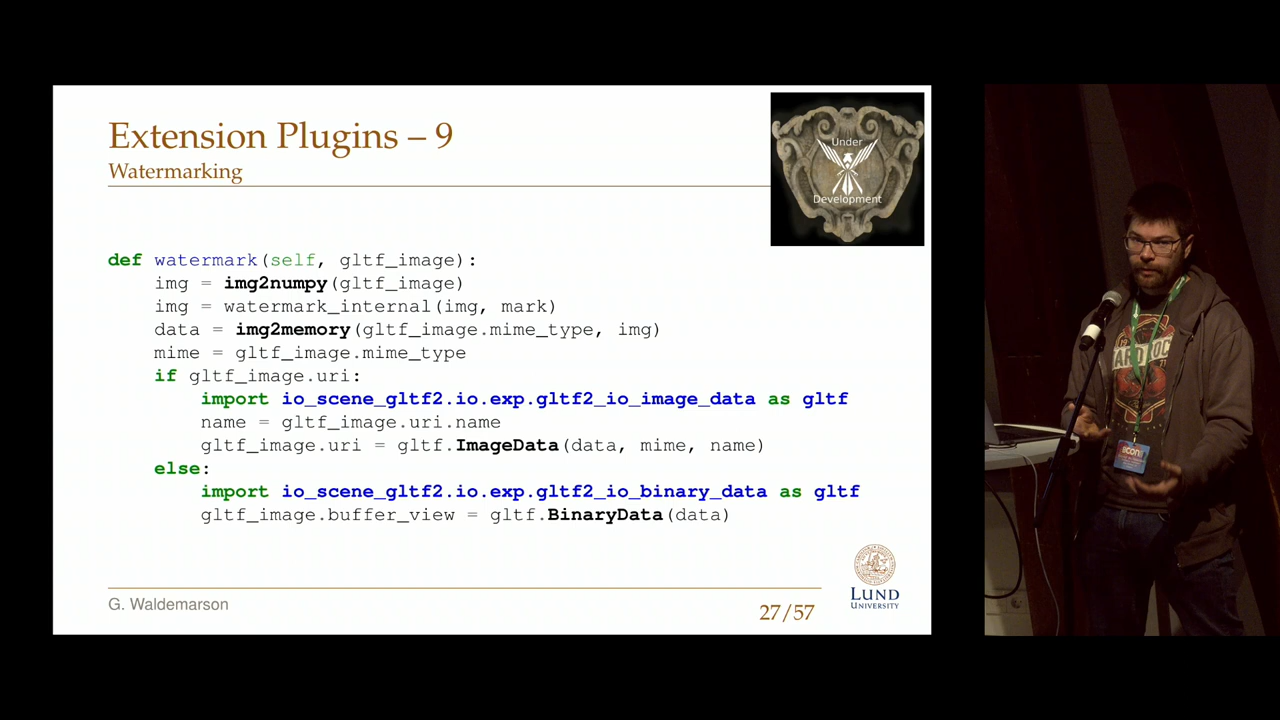 Extension Plugins – 9
Watermarking
Under
Development
def watermark(self, gltf_image):
img = img2numpy(gltf_image)
img = watermark_internal(img, mark)
data = img2memory(gltf_image.mime_type, img)
mime = gltf_image.mime_type
if gltf_image.uri:
import io_scene_gltf2.io.exp.gltf2_io_image_data as gltf
name = gltf_image.uri.name
gltf_image.uri = gltf.ImageData(data, mime, name)
else:
import io_scene_gltf2.io.exp.gltf2_io_binary_data as gltf
gltf_image.buffer_view = gltf.BinaryData(data)
G. Waldemarson
27/57
LUND
UNIVERSITY